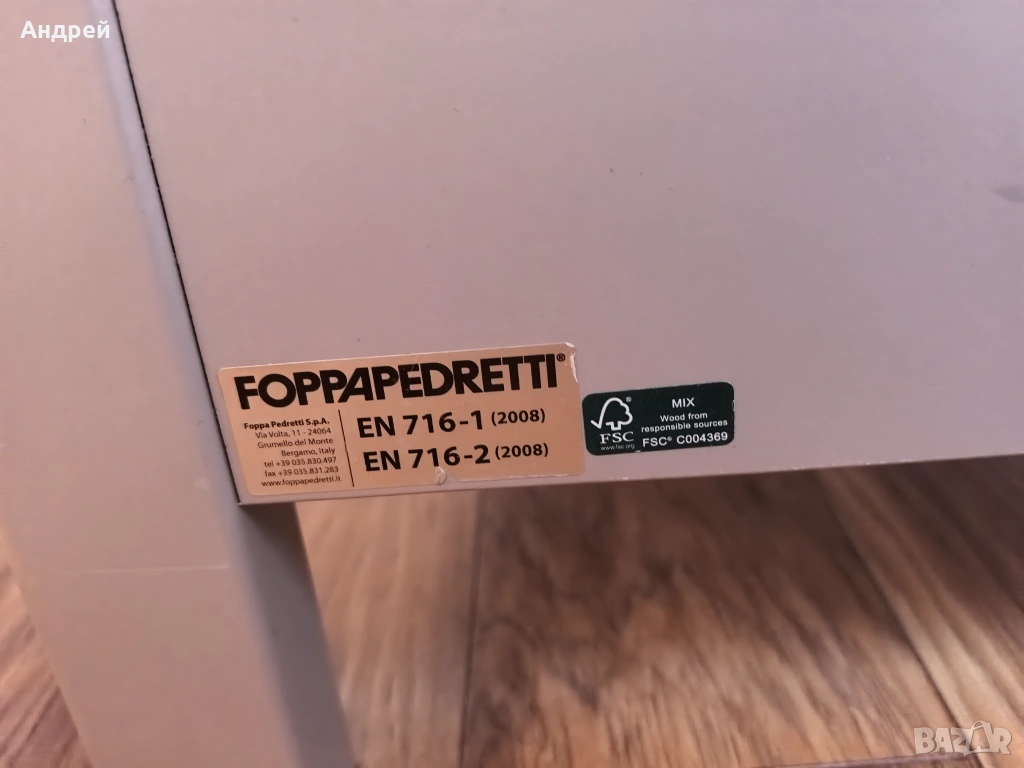 Андрей
FOPPAPEDRETTI®
Foppa Pedretti S.p.A.
Via Volta, 11 - 24064
Grumello del Monte
Bergamo, Italy
tel +39 035.830.497
fax +39 035.831.283
www.foppapedretti.it
EN 716-1 (2008)
EN 716-2 (2008)
FSC
www.fsc.org
MIX
Wood from
responsible sources
FSC® C004369
BAZAR